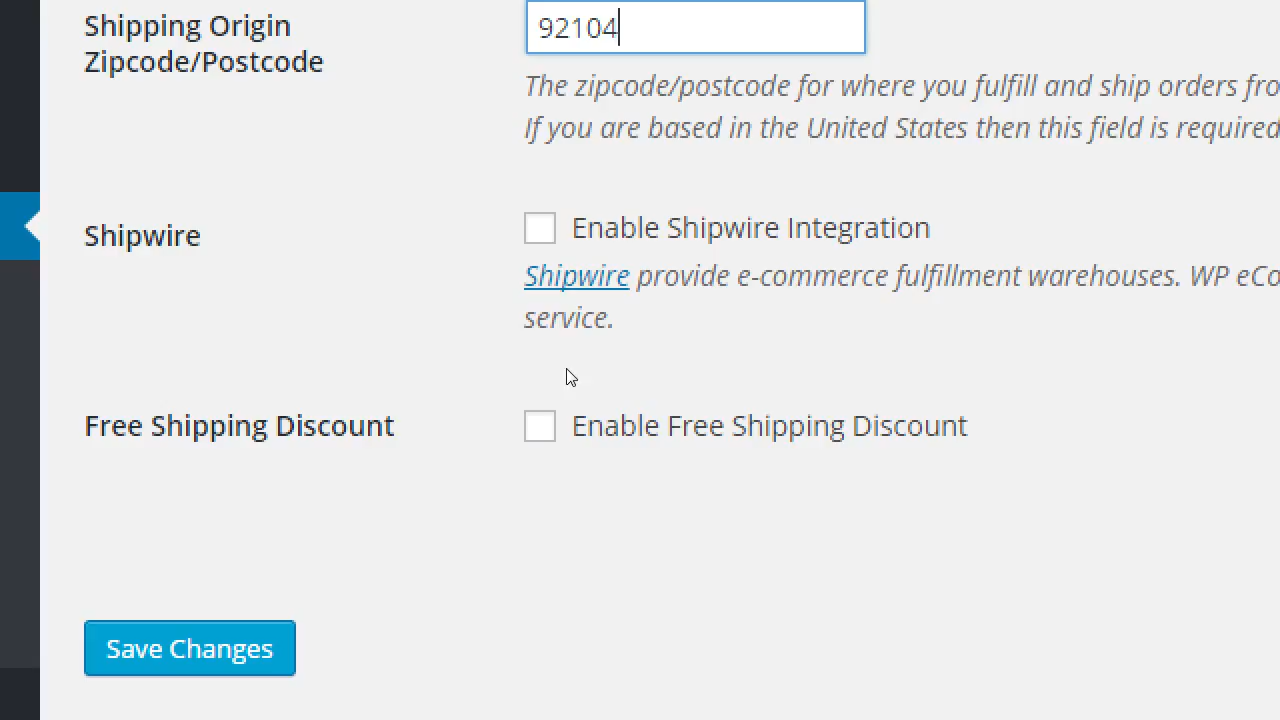 Shipping Origin
Zipcode/Postcode
92104
The zipcode/postcode for where you fulfill and ship orders fro
If you are based in the United States then this field is required
Shipwire
Enable Shipwire Integration
Shipwire provide e-commerce fulfillment warehouses. WP eCo
service.
Free Shipping Discount
Enable Free Shipping Discount
Save Changes